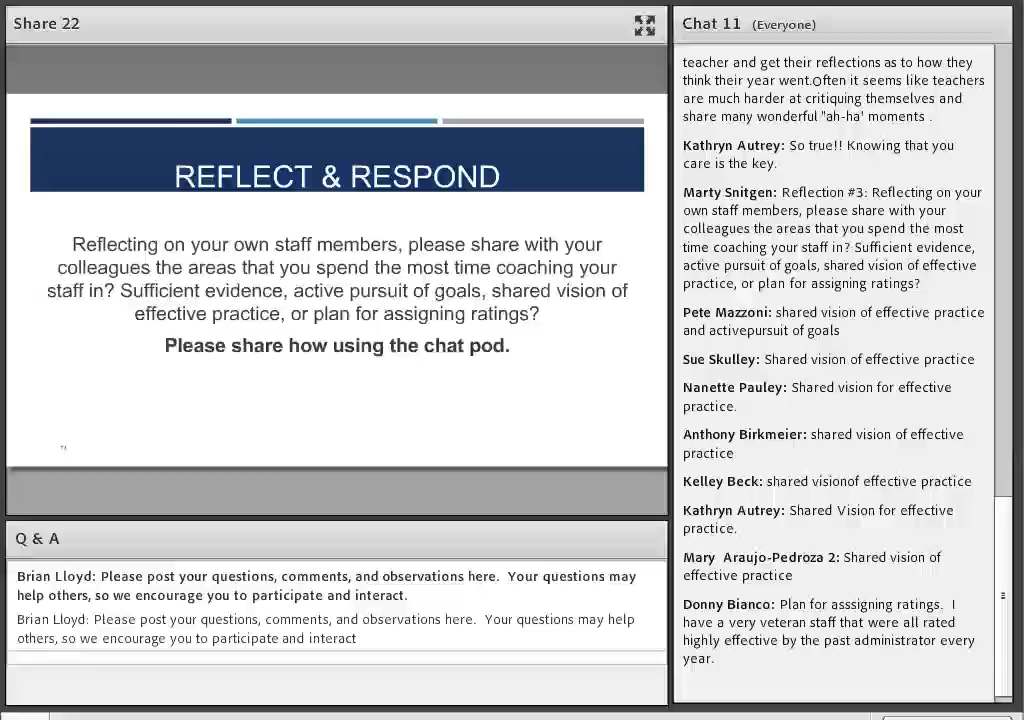 Share 22
REFLECT & RESPOND
Reflecting on your own staff members, please share with your
colleagues the areas that you spend the most time coaching your
staff in? Sufficient evidence, active pursuit of goals, shared vision of
effective practice, or plan for assigning ratings?
Please share how using the chat pod.
Q & A
Brian Lloyd: Please post your questions, comments, and observations here.  Your questions may
help others, so we encourage you to participate and interact.
Brian Lloyd: Please post your questions, comments, and observations here.  Your questions may help
others, so we encourage you to participate and interact
Chat 11 (Everyone)
teacher and get their reflections as to how they
think their year went.Often it seems like teachers
are much harder at critiquing themselves and
share many wonderful "ah-ha' moments .
Kathryn Autrey: So true!! Knowing that you
care is the key.
Marty Snitgen: Reflection #3: Reflecting on your
own staff members, please share with your
colleagues the areas that you spend the most
time coaching your staff in? Sufficient evidence,
active pursuit of goals, shared vision of effective
practice, or plan for assigning ratings?
Pete Mazzoni: shared vision of effective practice
and activepursuit of goals
Sue Skulley: Shared vision of effective practice
Nanette Pauley: Shared vision for effective
practice.
Anthony Birkmeier: shared vision of effective
practice
Kelley Beck: shared visionof effective practice
Kathryn Autrey: Shared Vision for effective
practice.
Mary  Araujo-Pedroza 2: Shared vision of
effective practice
Donny Bianco: Plan for asssigning ratings.  I
have a very veteran staff that were all rated
highly effective by the past administrator every
year.